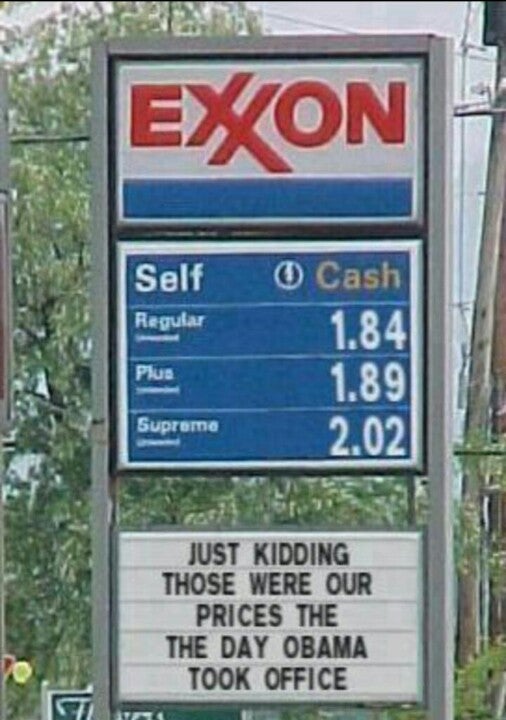 EXXON
Self Cash
Regular 1.84
Plus 1.89
Supreme 2.02
JUST KIDDING
THOSE WERE OUR
PRICES THE
THE DAY OBAMA
TOOK OFFICE